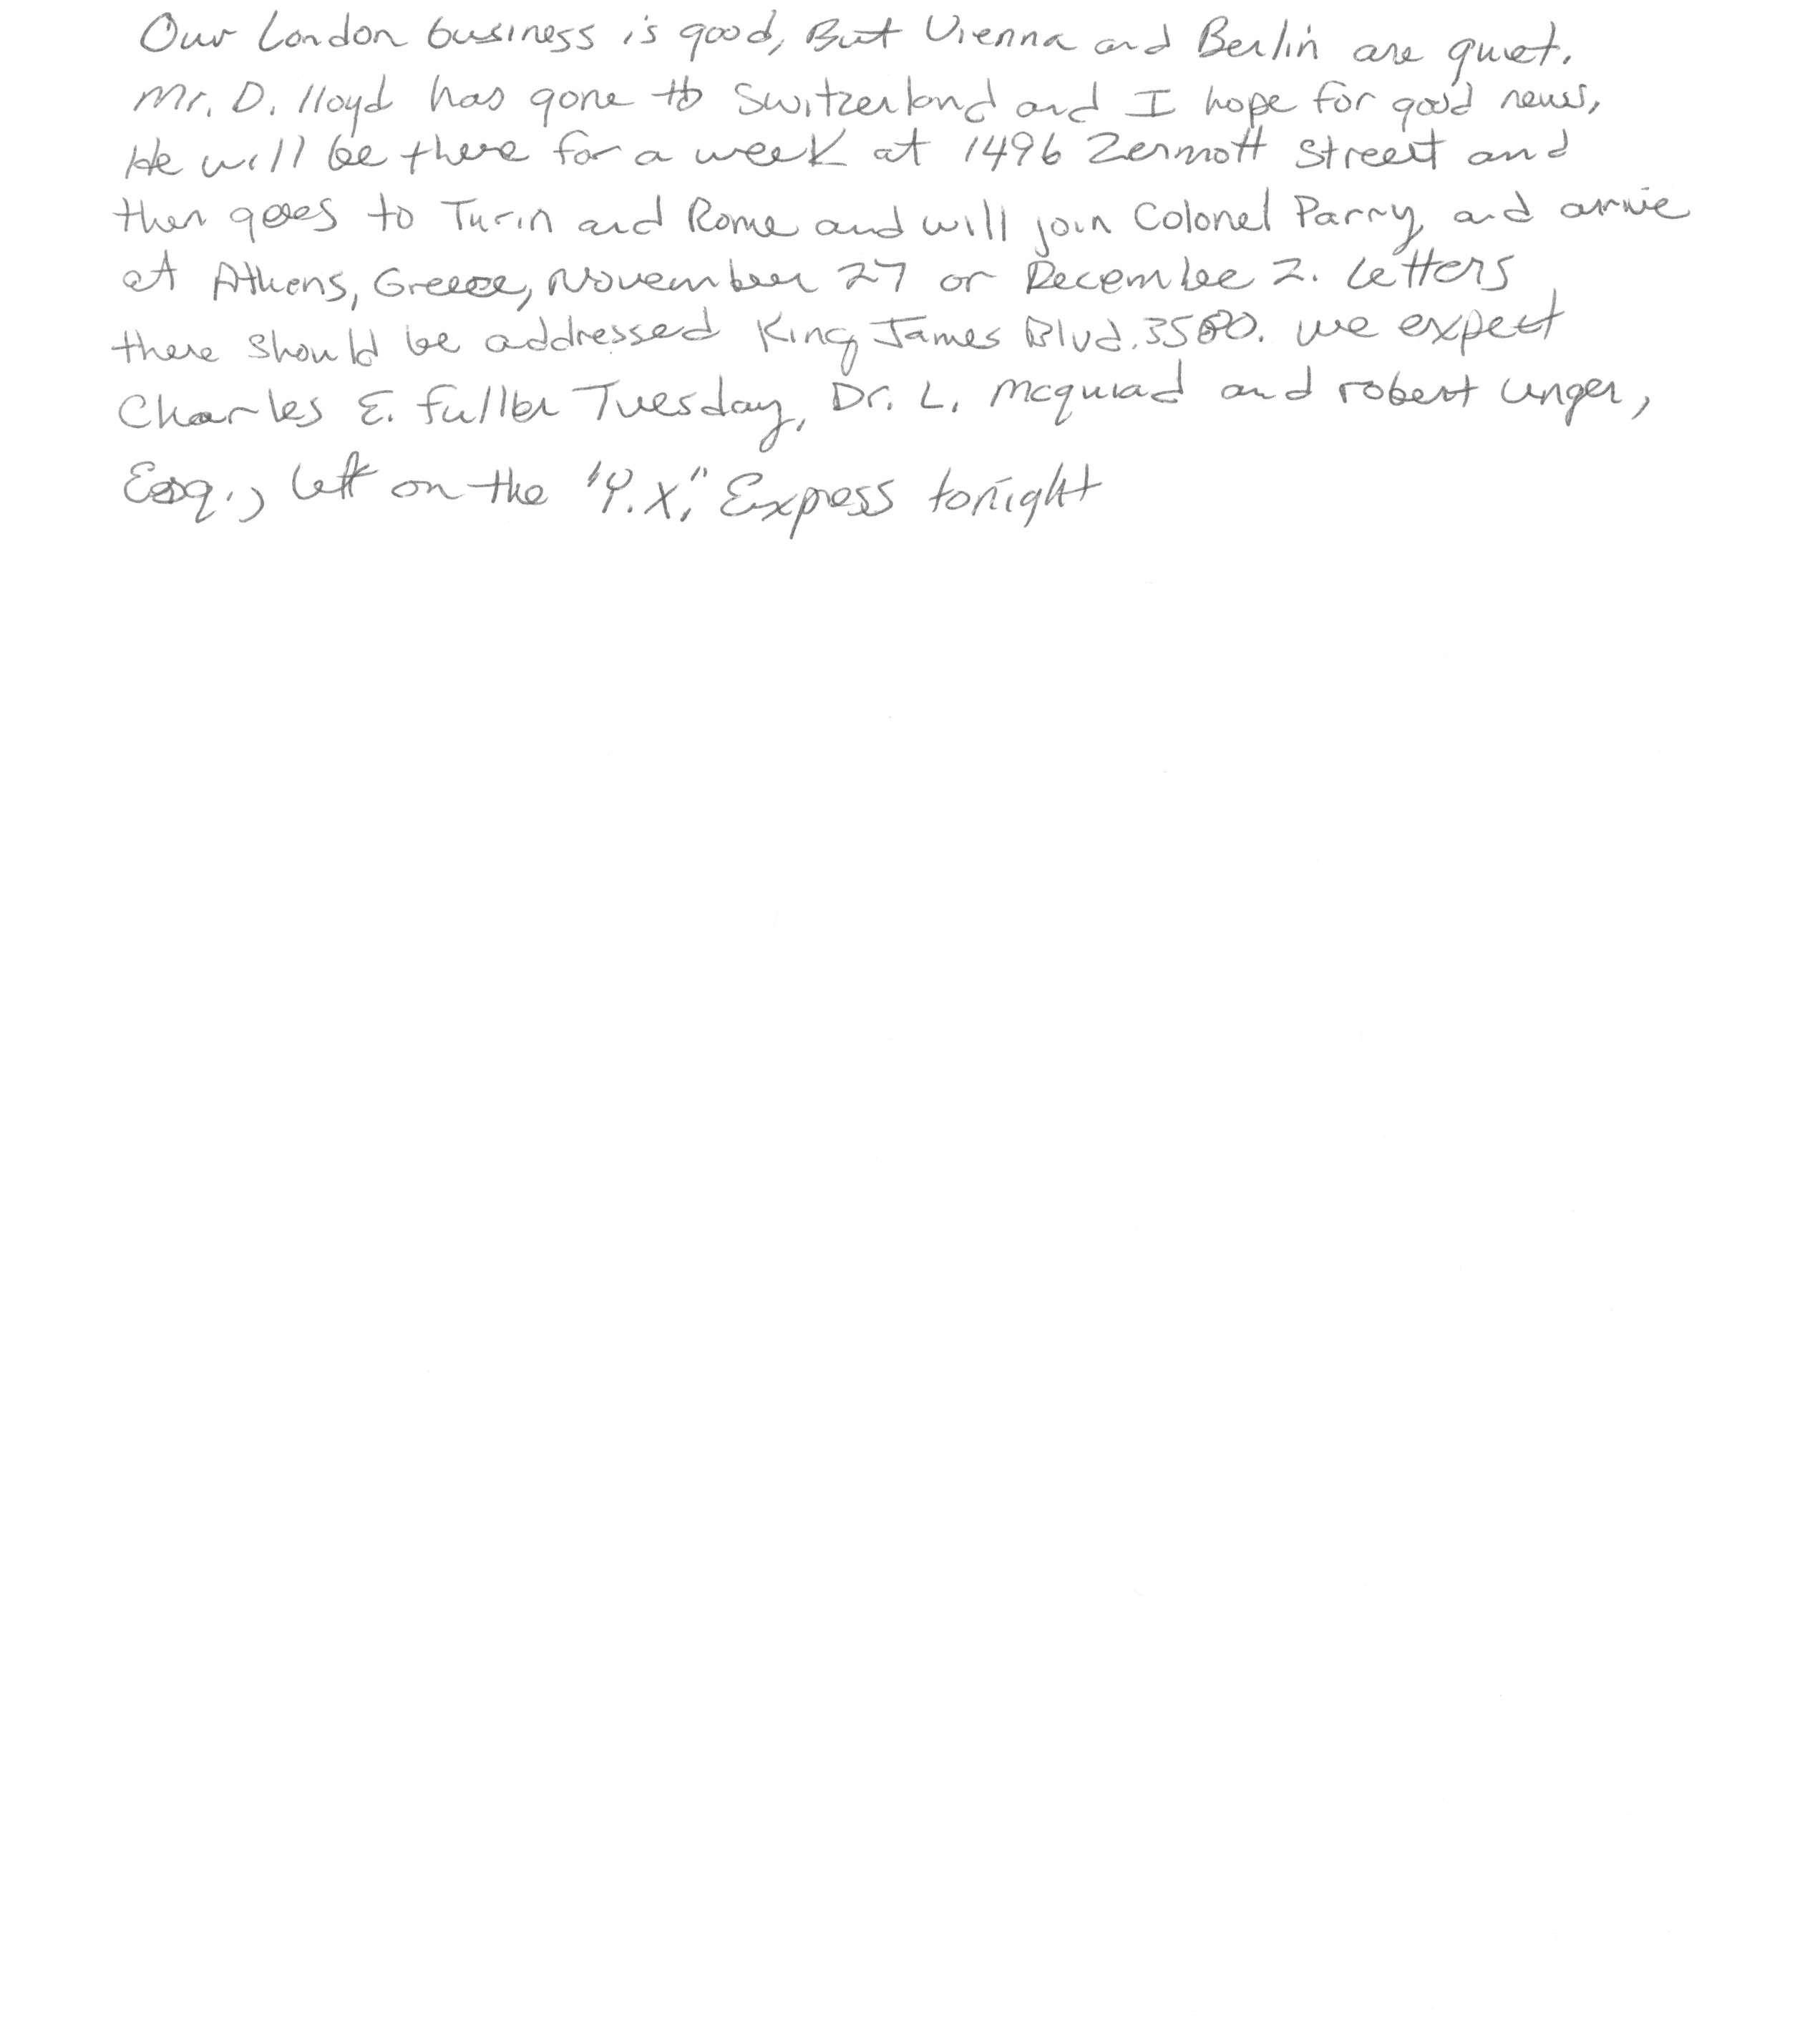 Our London business is good, But Vienna and Berlin are quiet.
Mr. D. lloyd has gone to Switzerland and I hope for good news,
He will be there for a week at 1496 Zermott Street and
then goes to Turin and Rome and will join Colonel Parry and arrive
at Athens, Greece, November 27 or Decembee 2. Letters
there should be addressed King James Blvd. 3580. we expect
Charles E. fuller Tuesday, Dr. L. Mcquiad and robert unger,
Esq., left on the "Y.X," Express tonight